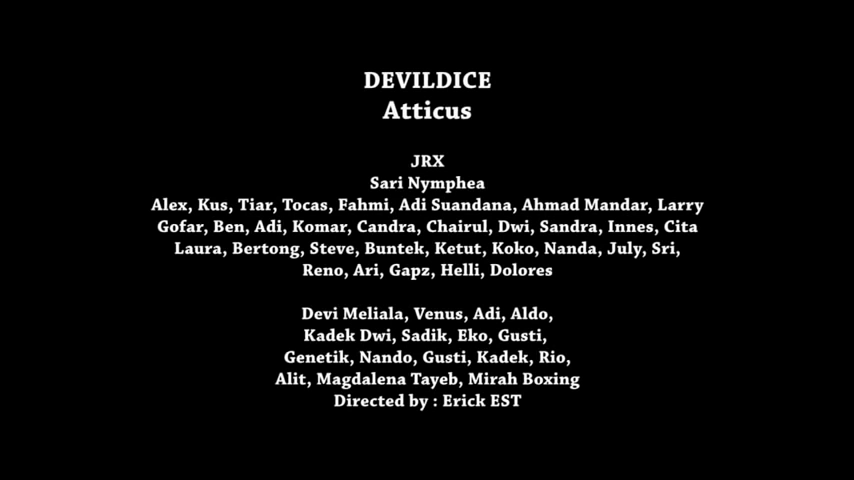 DEVILDICE
Atticus
JRX
Sari Nymphea
Alex, Kus, Tiar, Tocas, Fahmi, Adi Suandana, Ahmad Mandar, Larry
Gofar, Ben, Adi, Komar, Candra, Chairul, Dwi, Sandra, Innes, Cita
Laura, Bertong, Steve, Buntek, Ketut, Koko, Nanda, July, Sri,
Reno, Ari, Gapz, Helli, Dolores
Devi Meliala, Venus, Adi, Aldo,
Kadek Dwi, Sadik, Eko, Gusti,
Genetik, Nando, Gusti, Kadek, Rio,
Alit, Magdalena Tayeb, Mirah Boxing
Directed by : Erick EST